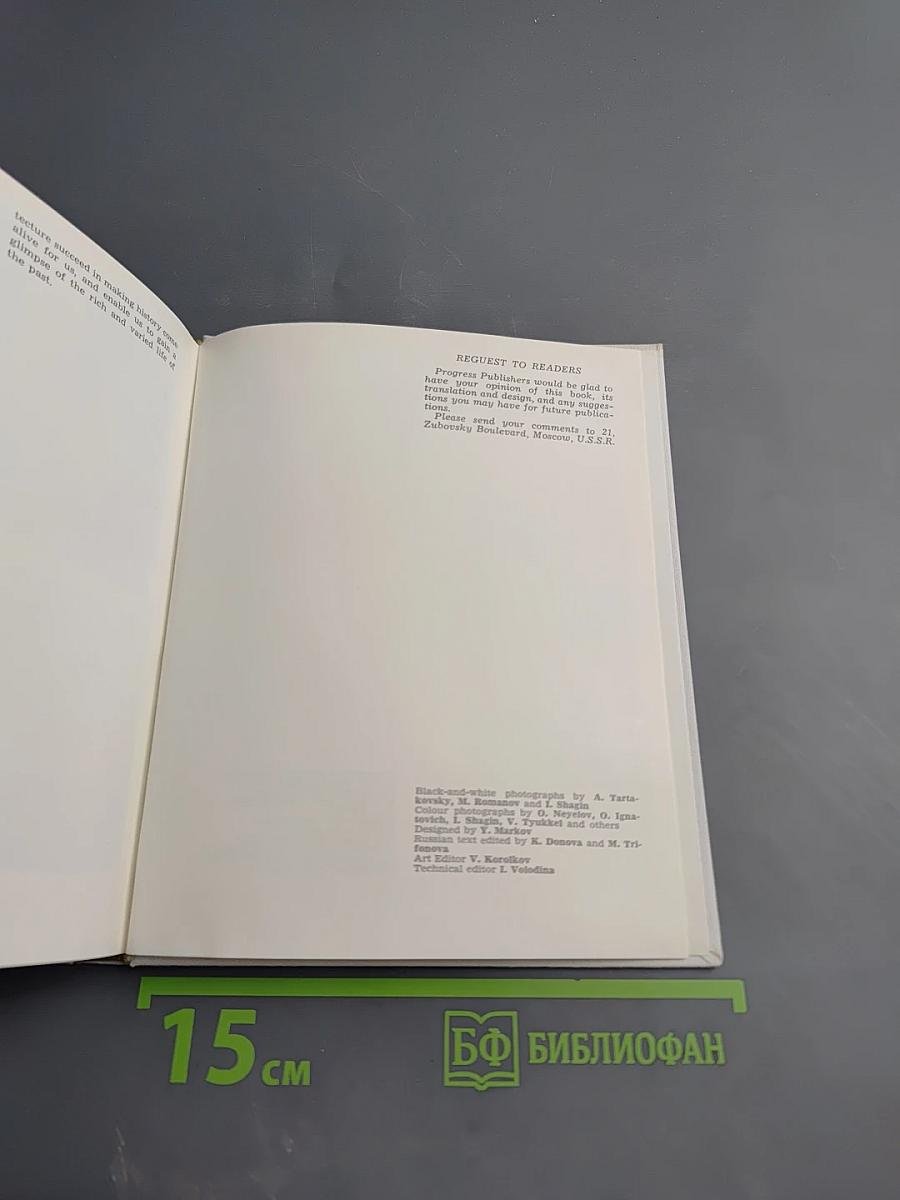 tecture succeed in making history come
alive for us, and enable us to gain a
glimpse of the rich and varied life of
the past.
REGUEST TO READERS
Progress Publishers would be glad to
have your opinion of this book, its
translation and design, and any sugges-
tions you may have for future publica-
tions.
Please send your comments to 21,
Zubovsky Boulevard, Moscow, U.S.S.R.
Black-and-white photographs by A. Tarta-
kovsky, M. Romanov and I. Shagin
Colour photographs by O. Neyelov, O. Igna-
tovich, I. Shagin, V. Tyukkel and others
Designed by Y. Markov
Russian text edited by K. Donova and M. Tri-
fonova
Art Editor V. Korolkov
Technical editor I. Volodina
15 см
БФ БИБЛИОФАН